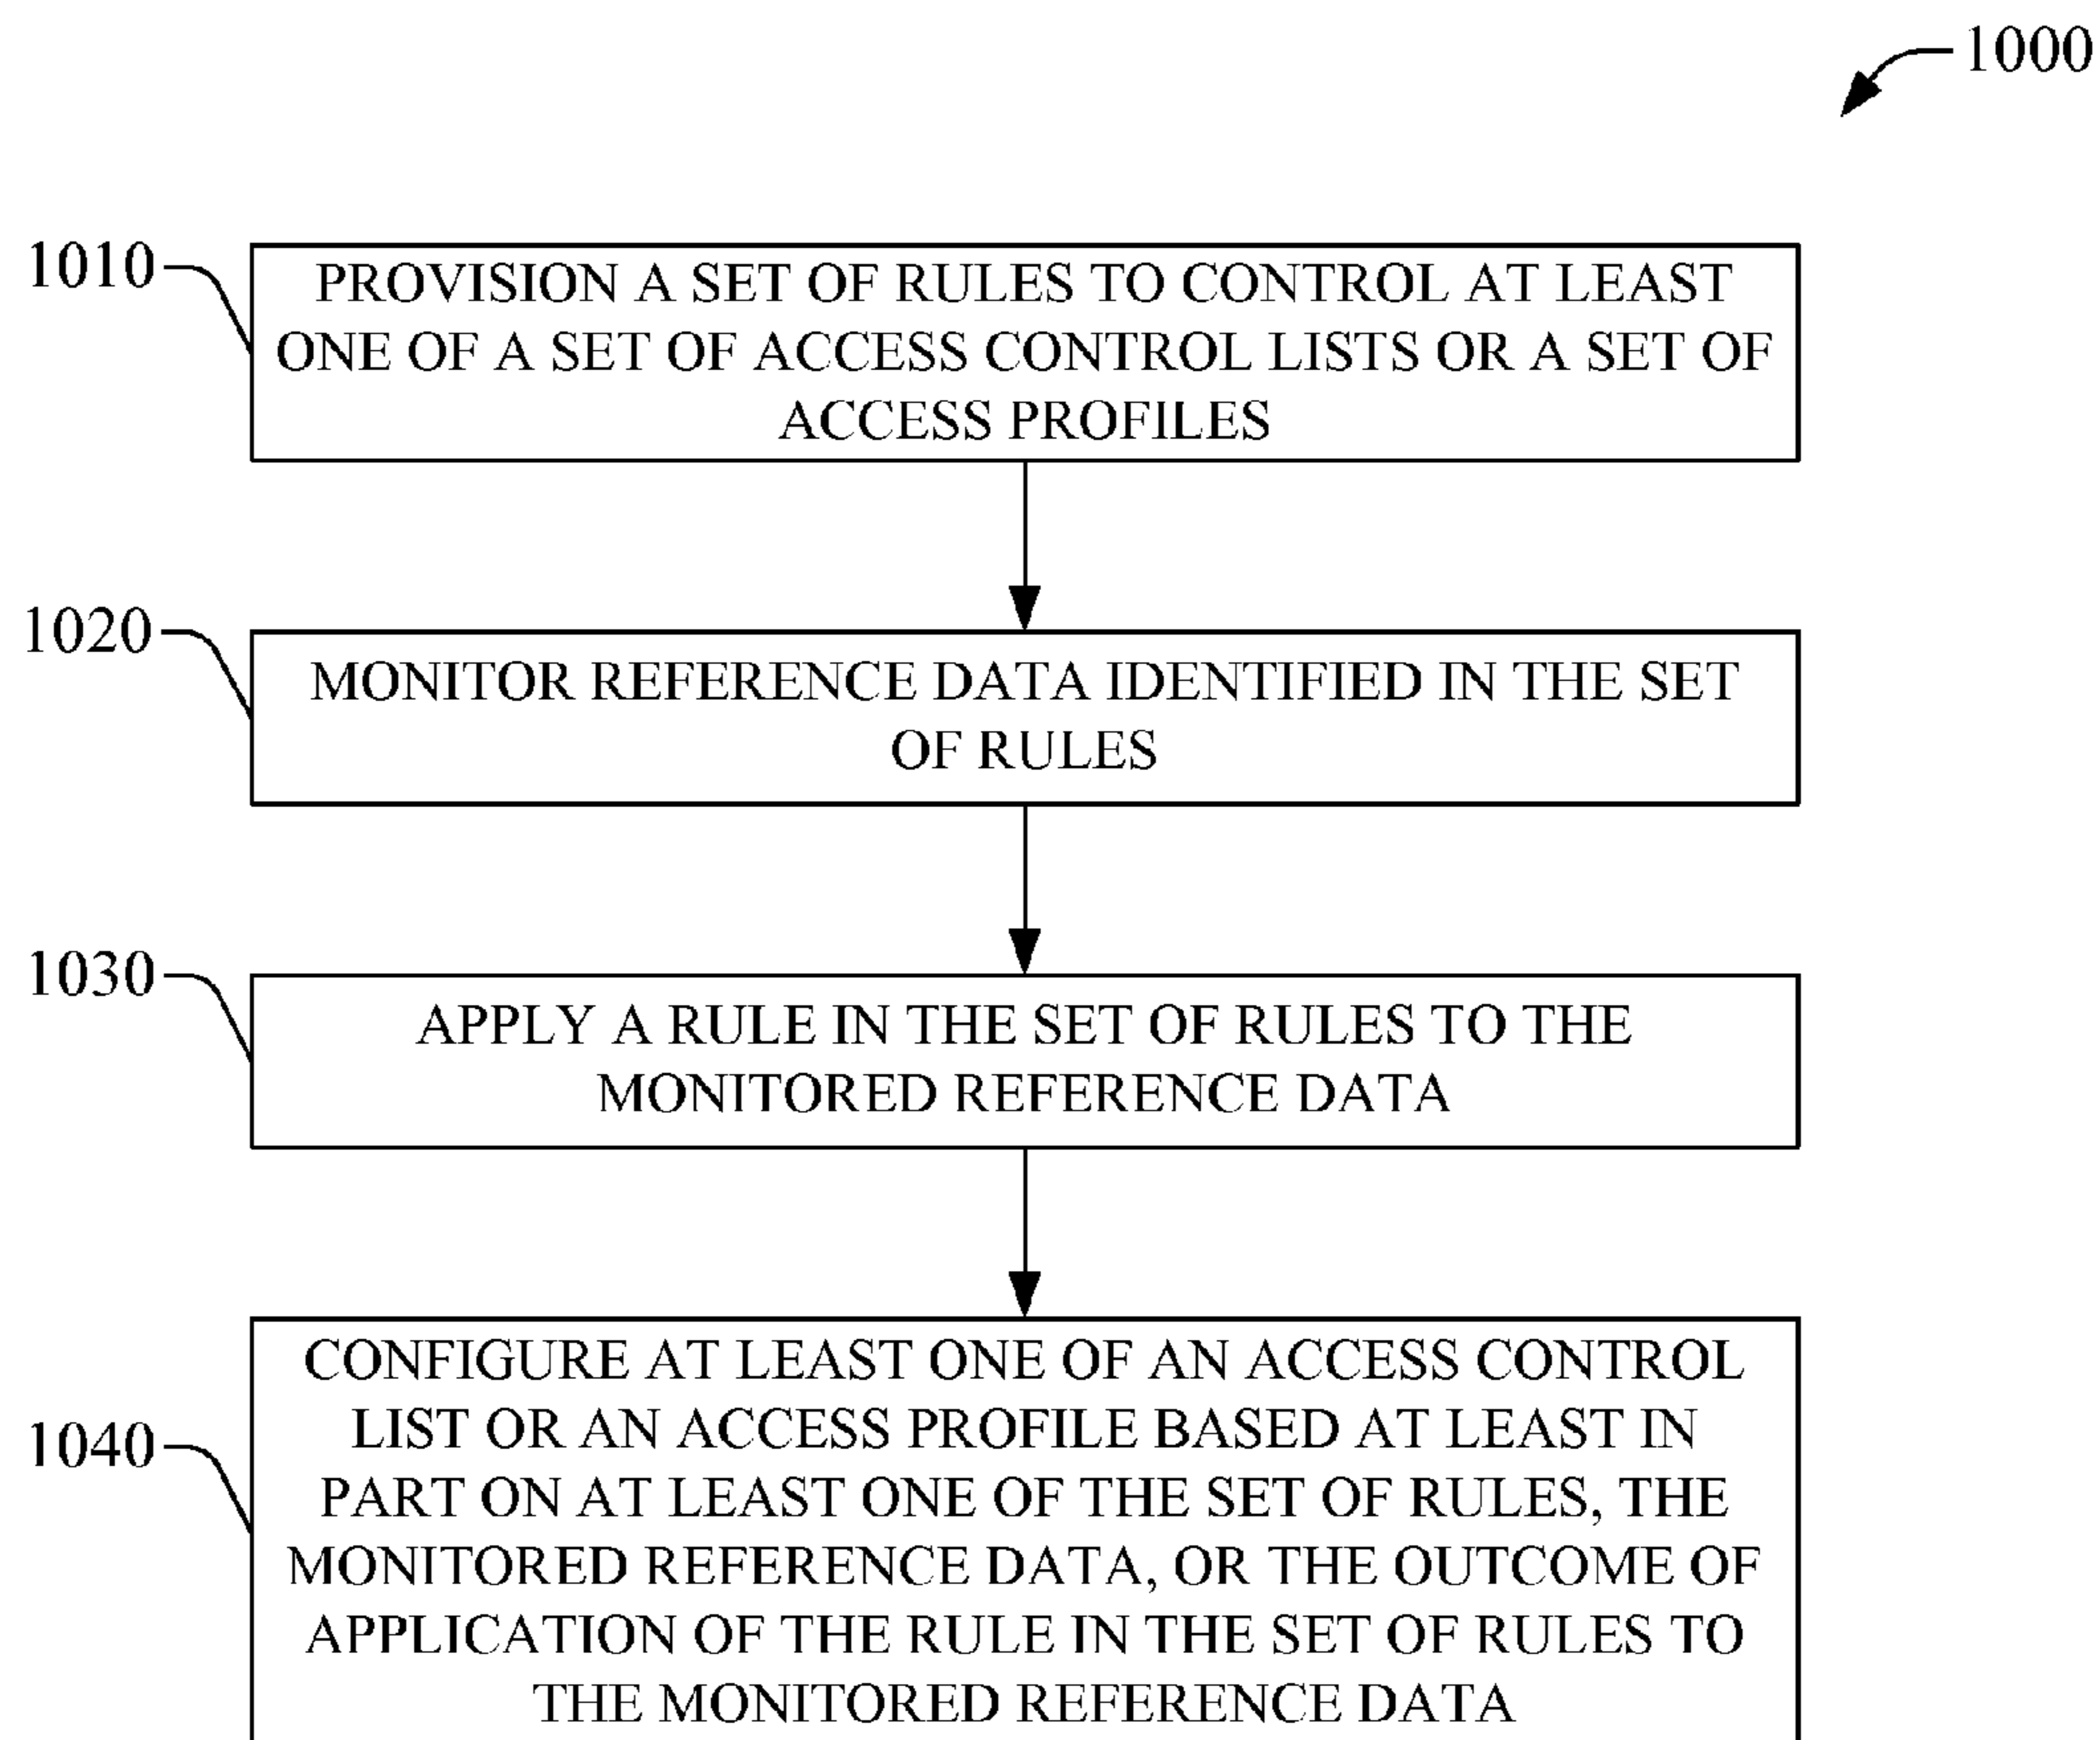 1000
1010
PROVISION A SET OF RULES TO CONTROL AT LEAST
ONE OF A SET OF ACCESS CONTROL LISTS OR A SET OF
ACCESS PROFILES
1020
MONITOR REFERENCE DATA IDENTIFIED IN THE SET
OF RULES
1030
APPLY A RULE IN THE SET OF RULES TO THE
MONITORED REFERENCE DATA
1040
CONFIGURE AT LEAST ONE OF AN ACCESS CONTROL
LIST OR AN ACCESS PROFILE BASED AT LEAST IN
PART ON AT LEAST ONE OF THE SET OF RULES, THE
MONITORED REFERENCE DATA, OR THE OUTCOME OF
APPLICATION OF THE RULE IN THE SET OF RULES TO
THE MONITORED REFERENCE DATA